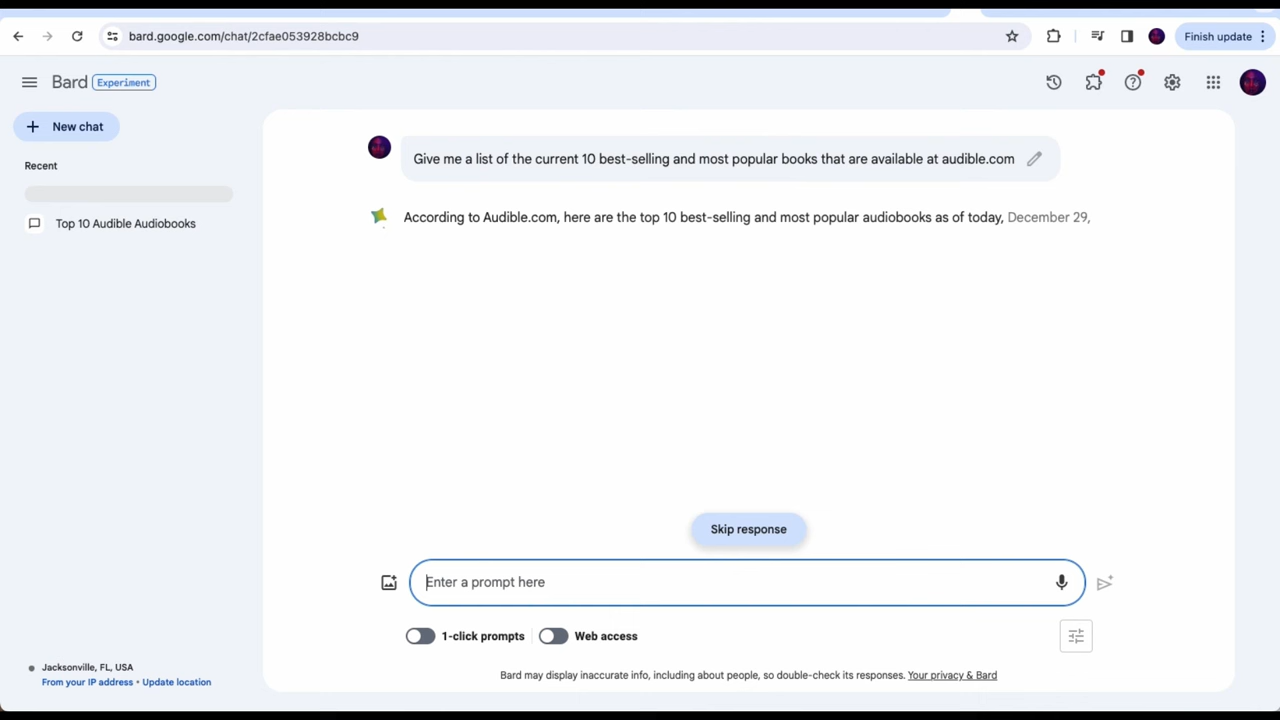 bard.google.com/chat/2cfae053928bcbc9
Finish update
Bard Experiment
New chat
Recent
Top 10 Audible Audiobooks
Give me a list of the current 10 best-selling and most popular books that are available at audible.com
According to Audible.com, here are the top 10 best-selling and most popular audiobooks as of today, December 29,
Skip response
Enter a prompt here
1-click prompts
Web access
Jacksonville, FL, USA
From your IP address • Update location
Bard may display inaccurate info, including about people, so double-check its responses. Your privacy & Bard